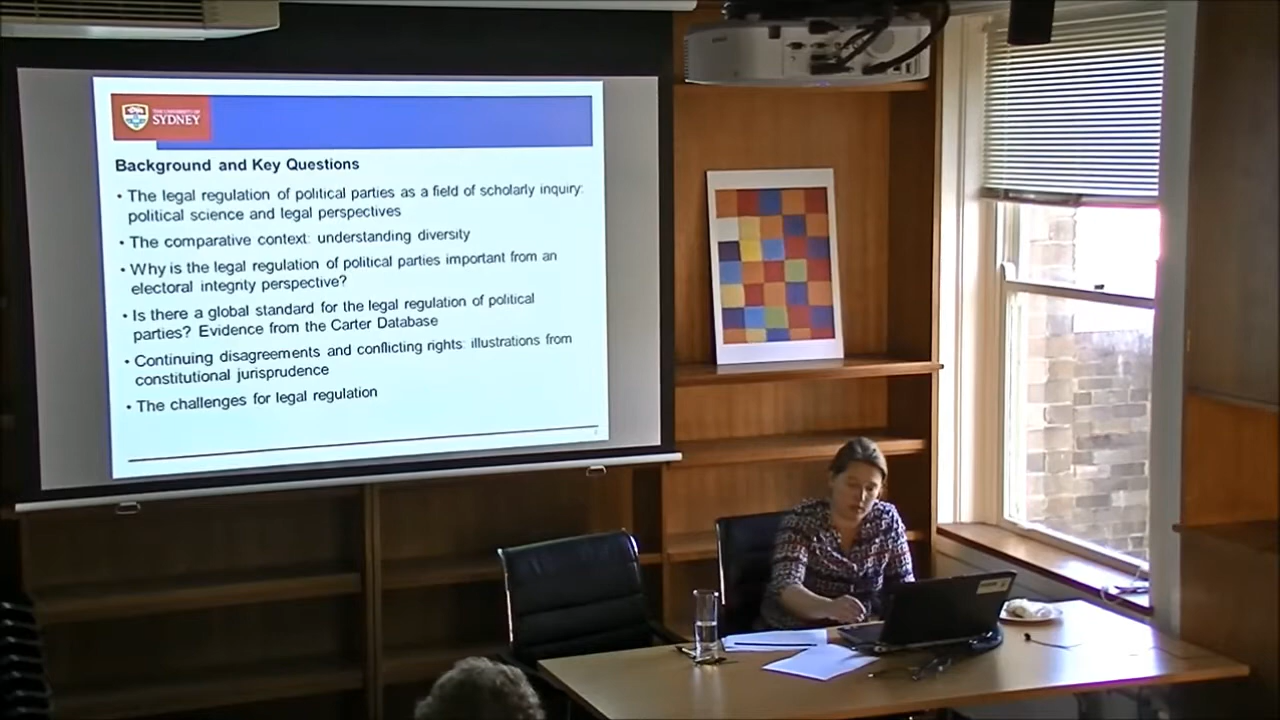 THE UNIVERSITY OF
SYDNEY
Background and Key Questions
• The legal regulation of political parties as a field of scholarly inquiry:
political science and legal perspectives
• The comparative context: understanding diversity
• Why is the legal regulation of political parties important from an
electoral integrity perspective?
• Is there a global standard for the legal regulation of political
parties? Evidence from the Carter Database
• Continuing disagreements and conflicting rights: illustrations from
constitutional jurisprudence
• The challenges for legal regulation